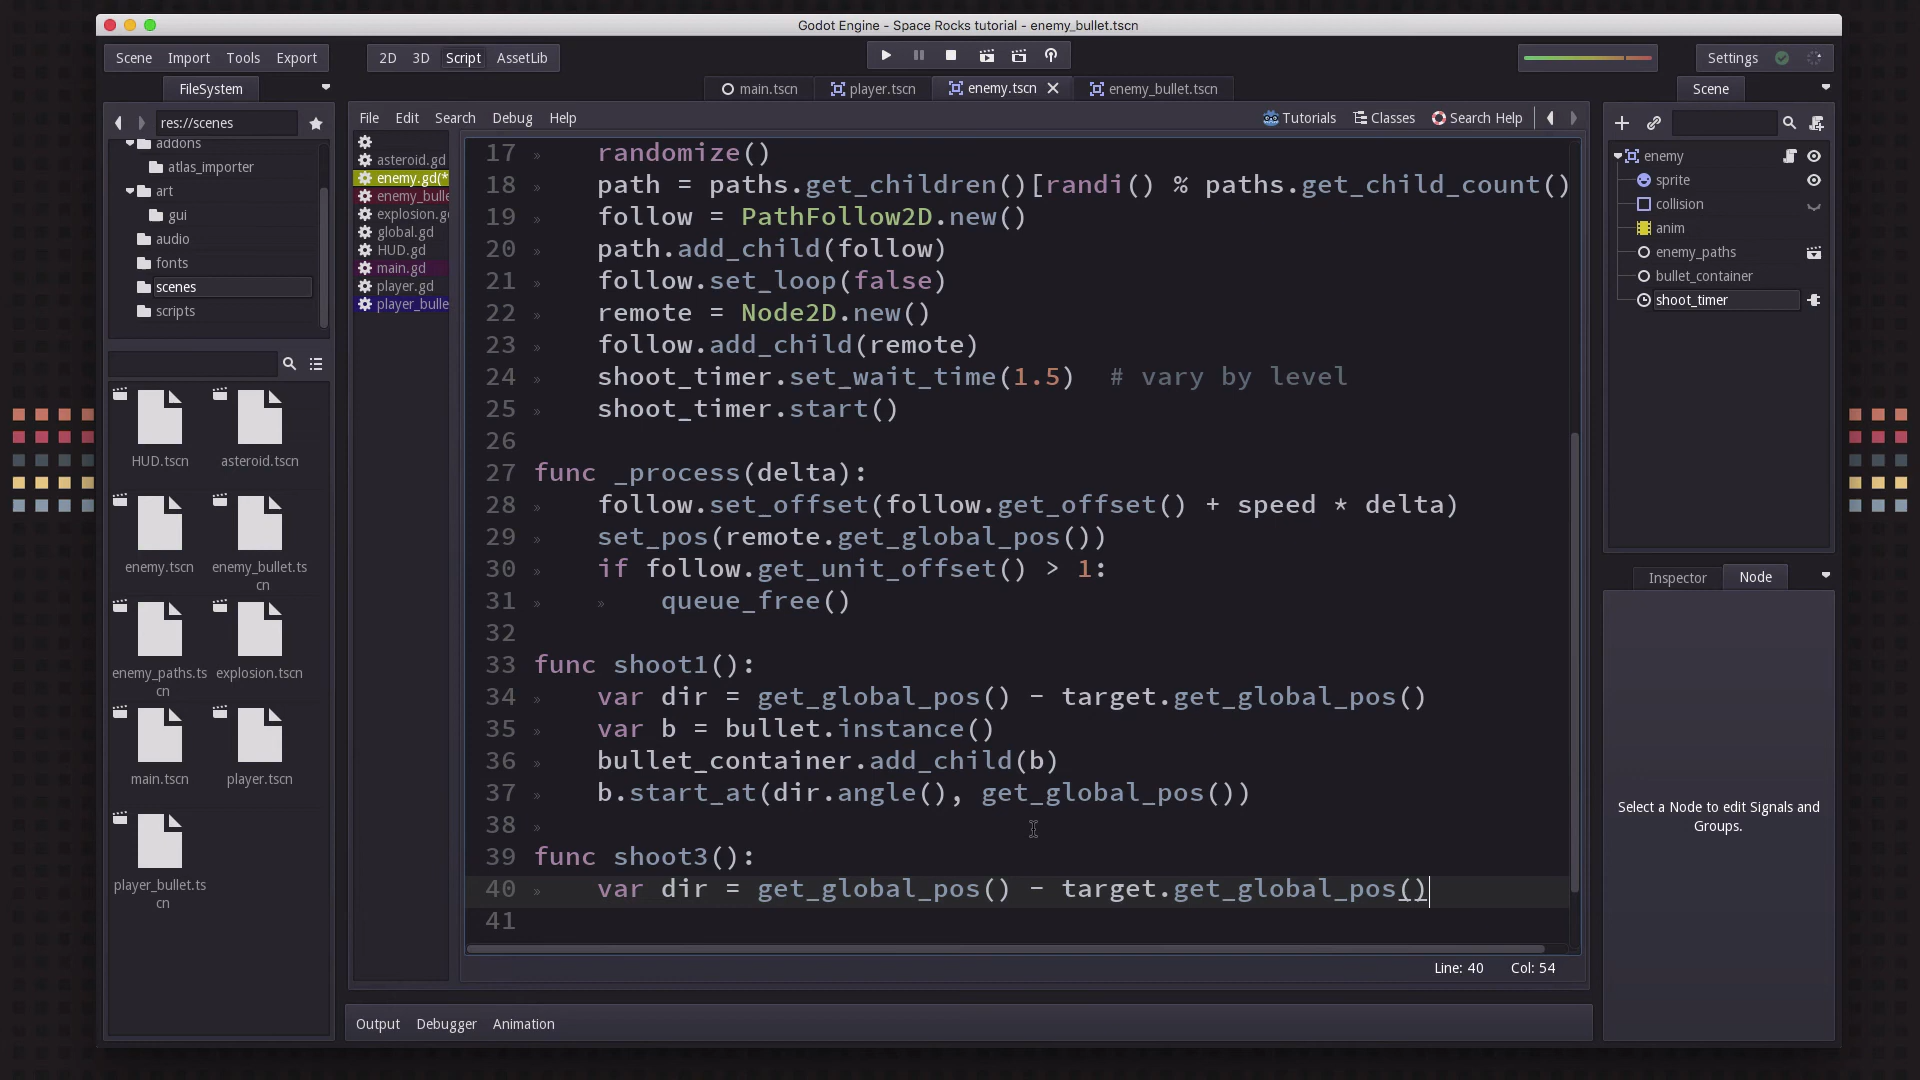 Godot Engine - Space Rocks tutorial - enemy_bullet.tscn
Scene Import Tools Export
2D 3D Script AssetLib
Settings
FileSystem
res://scenes
addons
atlas_importer
art
gui
audio
fonts
scenes
scripts
HUD.tscn
asteroid.tscn
enemy.tscn
enemy_bullet.ts
cn
enemy_paths.ts
cn
explosion.tscn
main.tscn
player.tscn
player_bullet.ts
cn
main.tscn player.tscn enemy.tscn enemy_bullet.tscn
File Edit Search Debug Help
Tutorials Classes Search Help
asteroid.gd
enemy.gd(*
enemy_bulle
explosion.g
global.gd
HUD.gd
main.gd
player.gd
player_bulle
17 randomize()
18 path = paths.get_children()[randi() % paths.get_child_count()
19 follow = PathFollow2D.new()
20 path.add_child(follow)
21 follow.set_loop(false)
22 remote = Node2D.new()
23 follow.add_child(remote)
24 shoot_timer.set_wait_time(1.5) # vary by level
25 shoot_timer.start()
26
27 func _process(delta):
28 follow.set_offset(follow.get_offset() + speed * delta)
29 set_pos(remote.get_global_pos())
30 if follow.get_unit_offset() > 1:
31 queue_free()
32
33 func shoot1():
34 var dir = get_global_pos() - target.get_global_pos()
35 var b = bullet.instance()
36 bullet_container.add_child(b)
37 b.start_at(dir.angle(), get_global_pos())
38
39 func shoot3():
40 var dir = get_global_pos() - target.get_global_pos()
41
Line: 40 Col: 54
Output Debugger Animation
Scene
enemy
sprite
collision
anim
enemy_paths
bullet_container
shoot_timer
Inspector Node
Select a Node to edit Signals and
Groups.